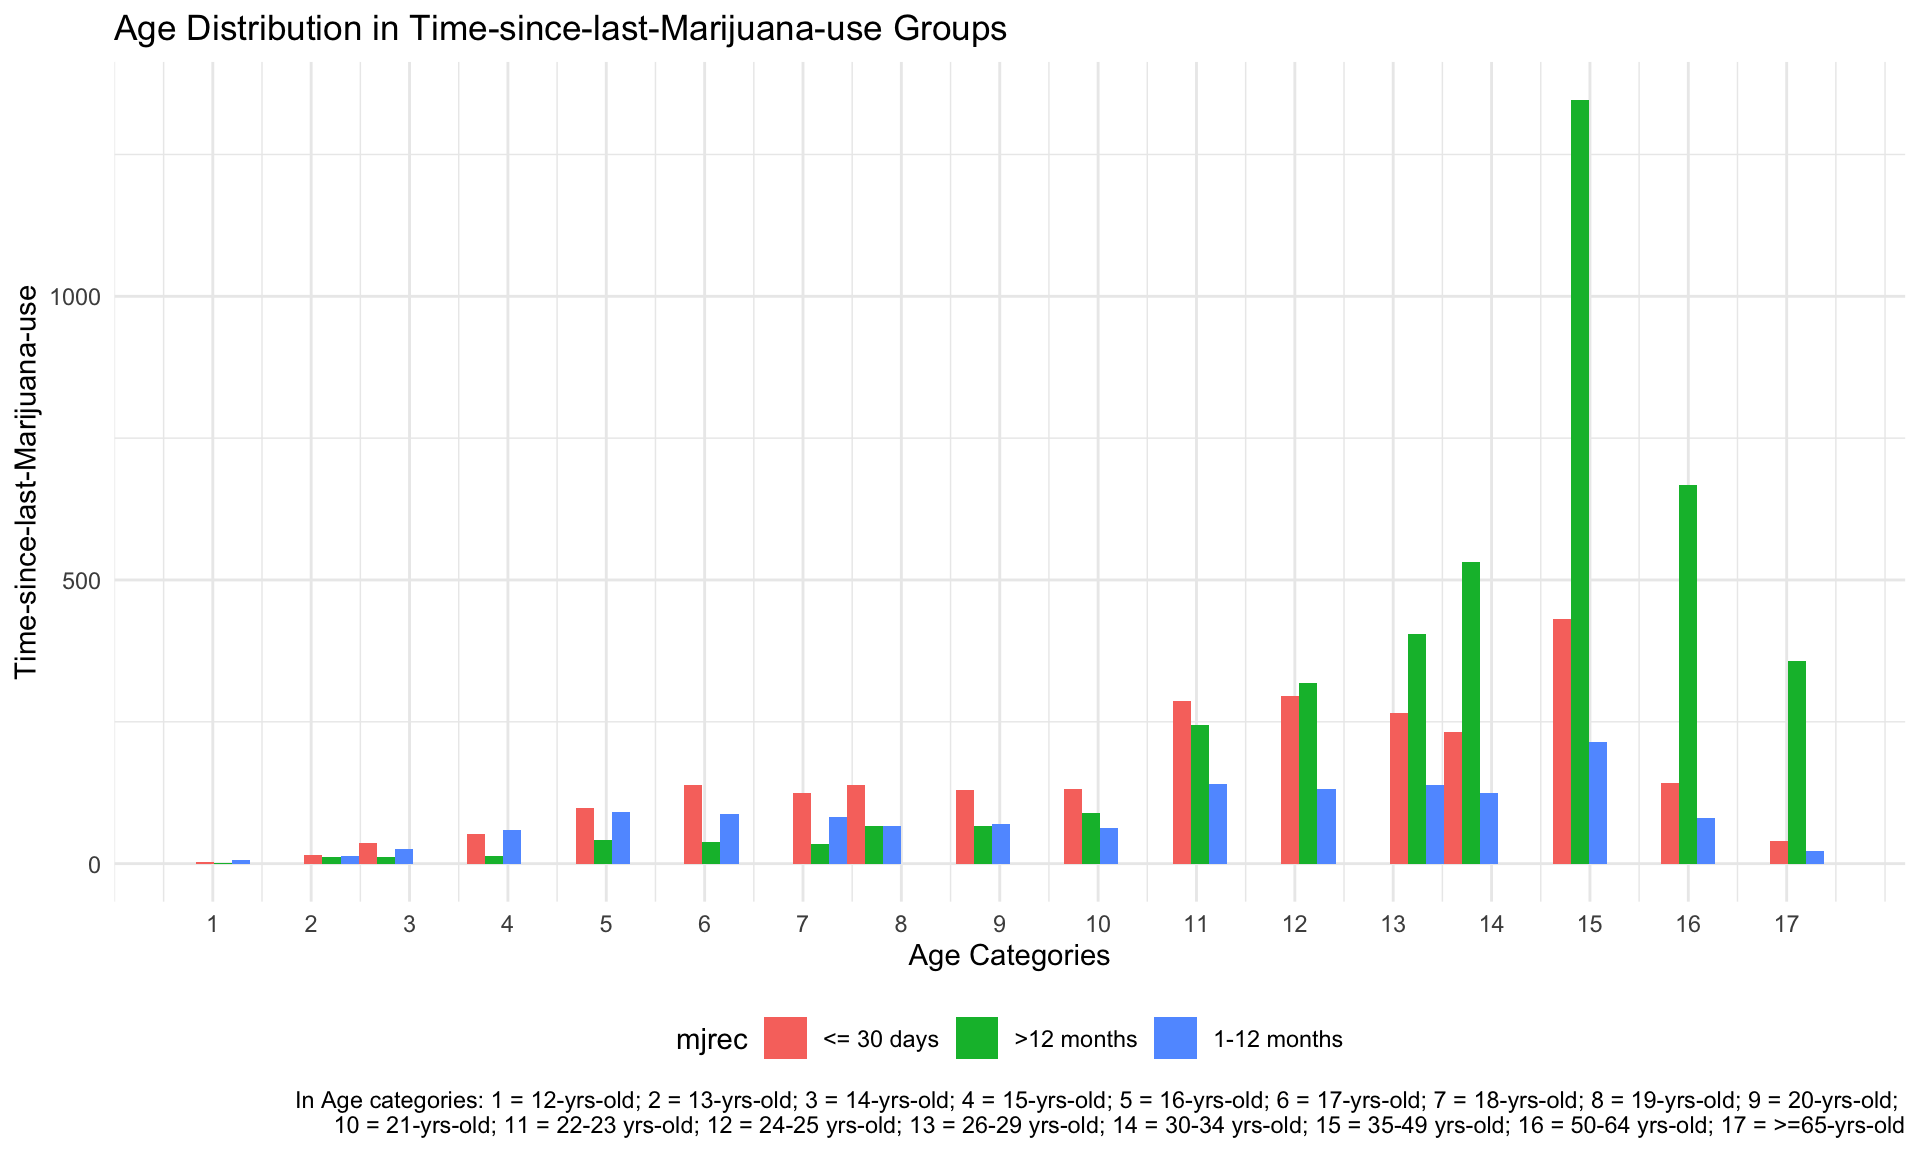 Age Distribution in Time-since-last-Marijuana-use Groups
Time-since-last-Marijuana-use
1000
500
0
1 2 3 4 5 6 7 8 9 10 11 12 13 14 15 16 17
Age Categories
mjrec <= 30 days >12 months 1-12 months
In Age categories: 1 = 12-yrs-old; 2 = 13-yrs-old; 3 = 14-yrs-old; 4 = 15-yrs-old; 5 = 16-yrs-old; 6 = 17-yrs-old; 7 = 18-yrs-old; 8 = 19-yrs-old; 9 = 20-yrs-old;
10 = 21-yrs-old; 11 = 22-23 yrs-old; 12 = 24-25 yrs-old; 13 = 26-29 yrs-old; 14 = 30-34 yrs-old; 15 = 35-49 yrs-old; 16 = 50-64 yrs-old; 17 = >=65-yrs-old